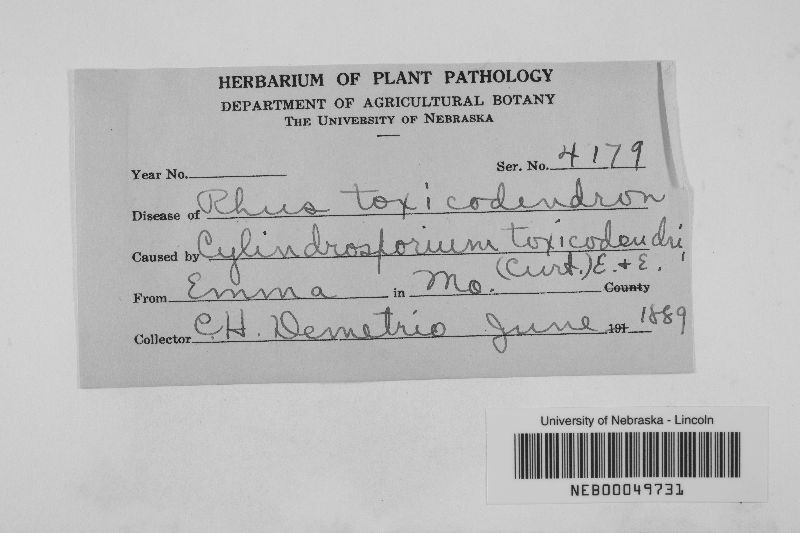 HERBARIUM OF PLANT PATHOLOGY
DEPARTMENT OF AGRICULTURAL BOTANY
THE UNIVERSITY OF NEBRASKA
Year No. Ser. No. 4179
Disease of Rhus toxicodendron
Caused by Cylindrosporium toxicodendri
(Curt.) E. & E.
From Emma in Mo. County
Collector C.H. Demetrio June 191 1889
University of Nebraska - Lincoln
NEB00049731